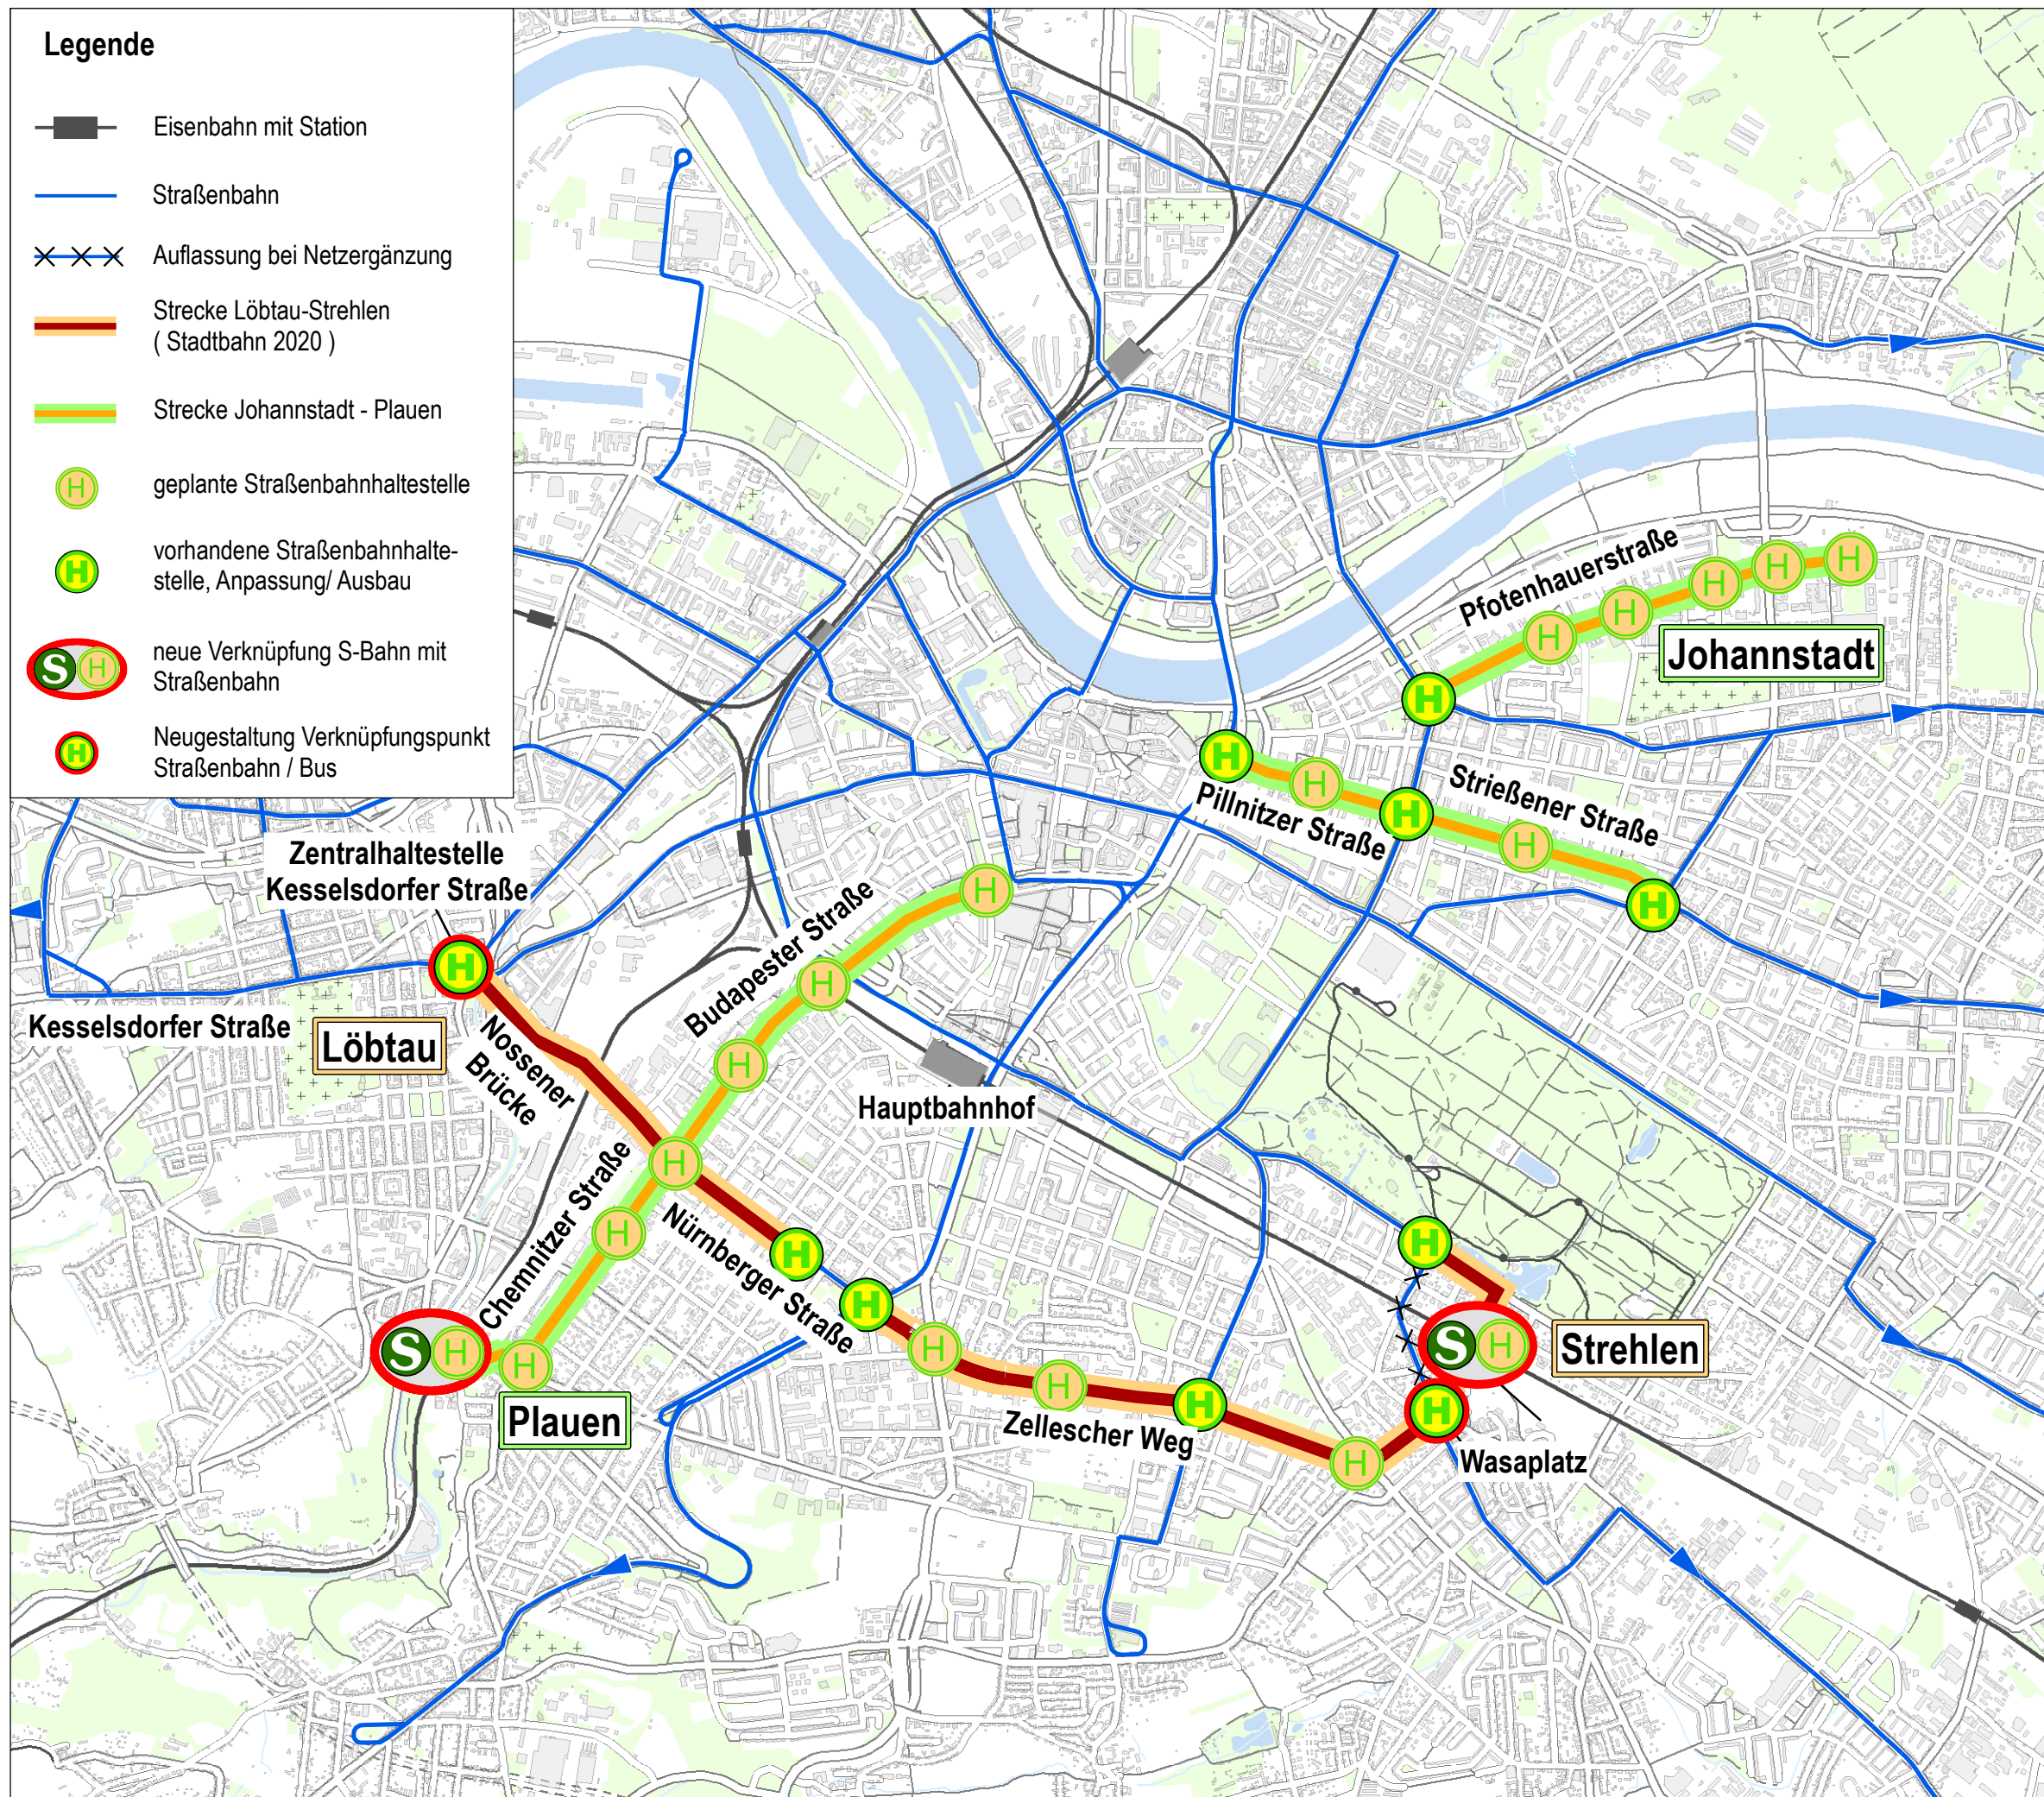 Legende
Eisenbahn mit Station
Straßenbahn
Auflassung bei Netzergänzung
Strecke Löbtau-Strehlen
( Stadtbahn 2020 )
Strecke Johannstadt - Plauen
H
geplante Straßenbahnhaltestelle
H
vorhandene Straßenbahnhalte-
stelle, Anpassung/ Ausbau
S H
neue Verknüpfung S-Bahn mit
Straßenbahn
H
Neugestaltung Verknüpfungspunkt
Straßenbahn / Bus
Pfotenhauerstraße
H H H H H
Johannstadt
H
H H H H H
Pillnitzer Straße
Strießener Straße
Zentralhaltestelle
Kesselsdorfer Straße
H
Kesselsdorfer Straße
Löbtau
Nossener
Brücke
Budapester Straße
H
H
H
Hauptbahnhof
H
Chemnitzer Straße
H
Nürnberger Straße
H
H
H
S H
H
Plauen
H
H
H
Zellescher Weg
H
S H
Strehlen
H
H
Wasaplatz